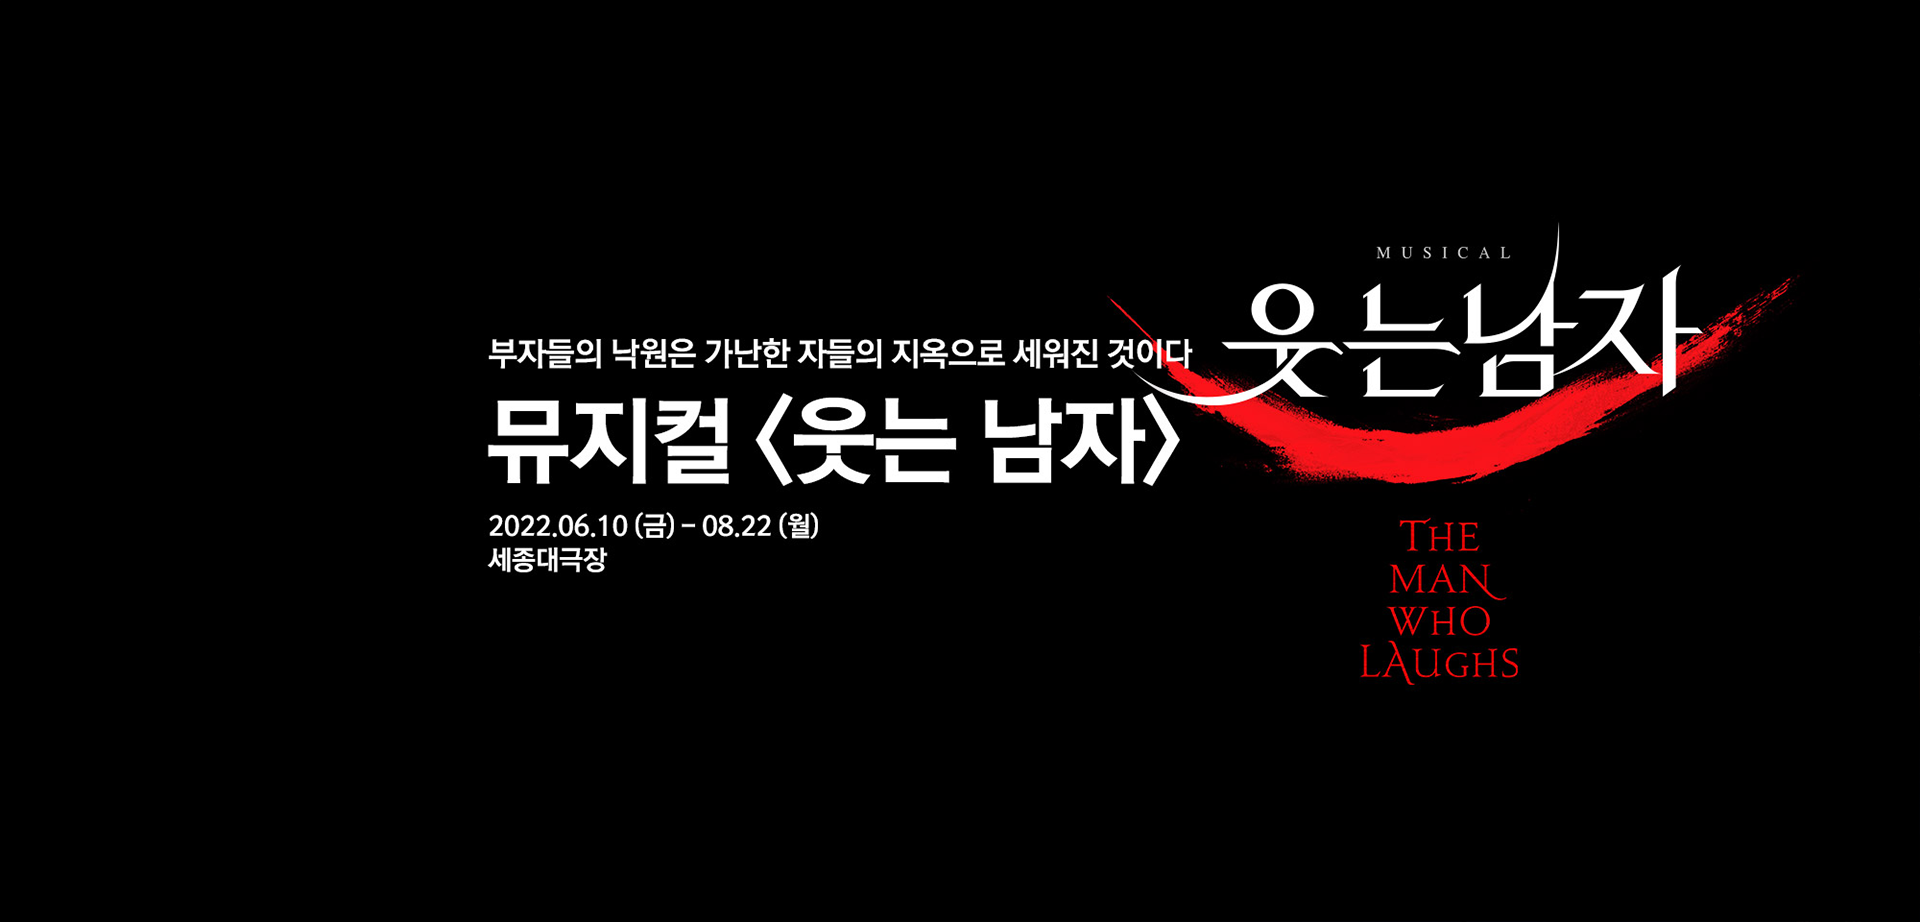 부자들의 낙원은 가난한 자들의 지옥으로 세워진 것이다
뮤지컬 <웃는 남자>
2022.06.10 (금) – 08.22 (월)
세종대극장
MUSICAL
웃는남자
THE
MAN
WHO
LAUGHS